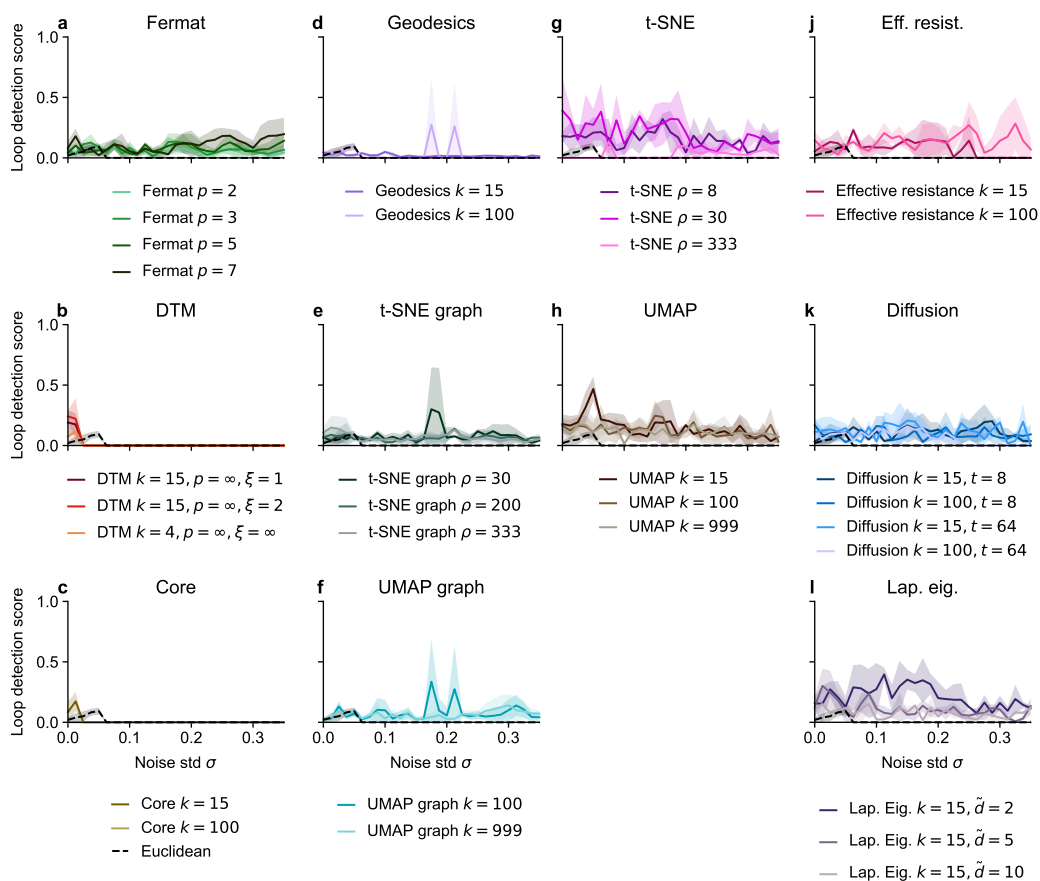 a Fermat
d Geodesics
g t-SNE
j Eff. resist.
Loop detection score
1.0
0.5
0.0
Fermat p = 2
Fermat p = 3
Fermat p = 5
Fermat p = 7
Geodesics k = 15
Geodesics k = 100
t-SNE ρ = 8
t-SNE ρ = 30
t-SNE ρ = 333
Effective resistance k = 15
Effective resistance k = 100
b DTM
e t-SNE graph
h UMAP
k Diffusion
Loop detection score
1.0
0.5
0.0
DTM k = 15, p = ∞, ξ = 1
DTM k = 15, p = ∞, ξ = 2
DTM k = 4, p = ∞, ξ = ∞
t-SNE graph ρ = 30
t-SNE graph ρ = 200
t-SNE graph ρ = 333
UMAP k = 15
UMAP k = 100
UMAP k = 999
Diffusion k = 15, t = 8
Diffusion k = 100, t = 8
Diffusion k = 15, t = 64
Diffusion k = 100, t = 64
c Core
f UMAP graph
l Lap. eig.
Loop detection score
1.0
0.5
0.0
0.0 0.1 0.2 0.3
Noise std σ
0.0 0.1 0.2 0.3
Noise std σ
0.0 0.1 0.2 0.3
Noise std σ
Core k = 15
Core k = 100
Euclidean
UMAP graph k = 100
UMAP graph k = 999
Lap. Eig. k = 15, d̃ = 2
Lap. Eig. k = 15, d̃ = 5
Lap. Eig. k = 15, d̃ = 10